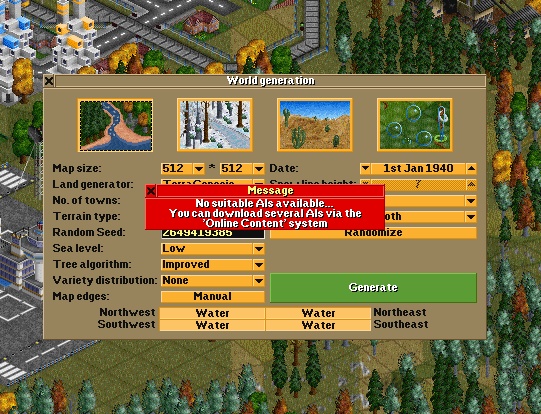 World generation
Map size: 512 * 512 Date: 1st Jan 1940
Land generator:
No. of towns: Message
No suitable AIs available...
Terrain type: You can download several AIs via the
'Online Content' system
Random Seed: 2649419385 Randomize
Sea level: Low
Tree algorithm: Improved
Variety distribution: None Generate
Map edges: Manual
Northwest Water Water Northeast
Southwest Water Water Southeast